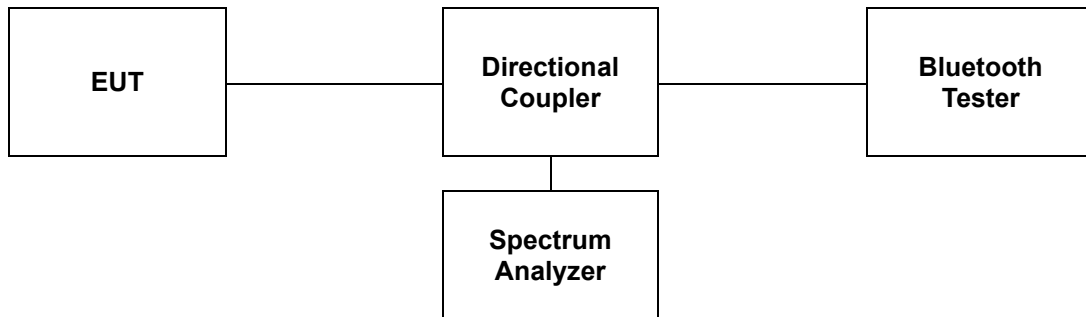 EUT
Directional
Coupler
Bluetooth
Tester
Spectrum
Analyzer